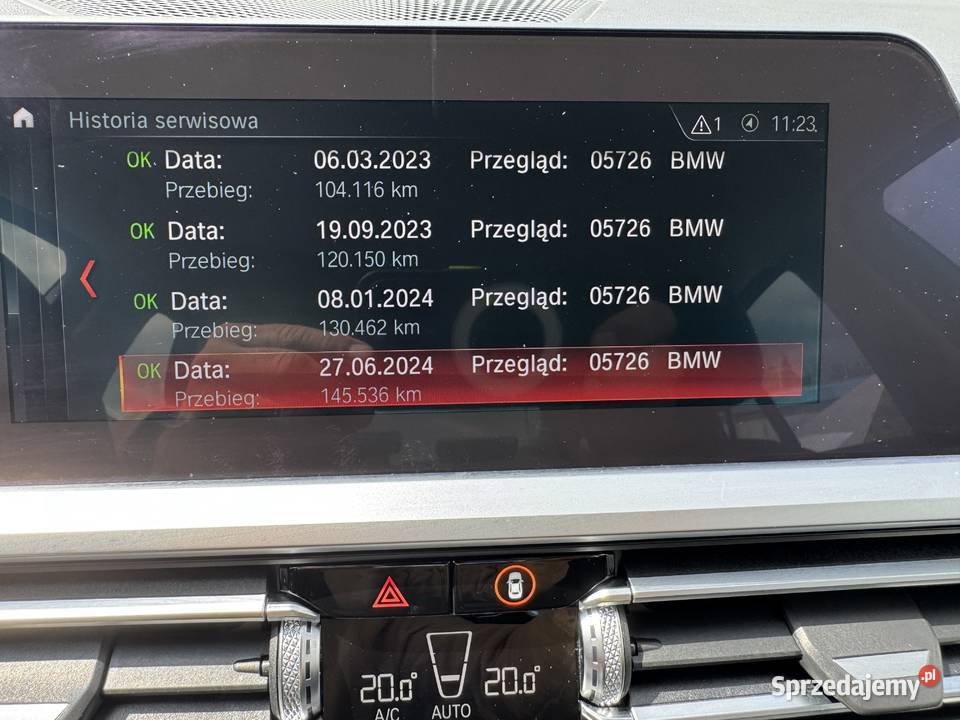 Historia serwisowa 1 11:23
OK Data: 06.03.2023 Przegląd: 05726 BMW
Przebieg: 104.116 km
OK Data: 19.09.2023 Przegląd: 05726 BMW
Przebieg: 120.150 km
OK Data: 08.01.2024 Przegląd: 05726 BMW
Przebieg: 130.462 km
OK Data: 27.06.2024 Przegląd: 05726 BMW
Przebieg: 145.536 km
20.0° 20.0°
A/C AUTO
Sprzedajemy.pl